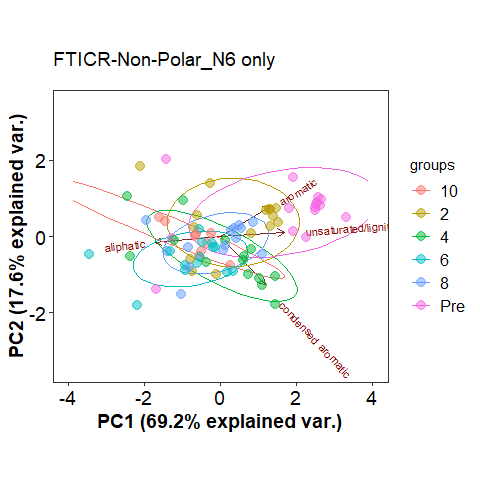 FTICR-Non-Polar_N6 only
PC2 (17.6% explained var.)
2
0
-2
aromatic
unsaturated/lignin
aliphatic
condensed aromatic
-4
-2
0
2
4
PC1 (69.2% explained var.)
groups
10
2
4
6
8
Pre